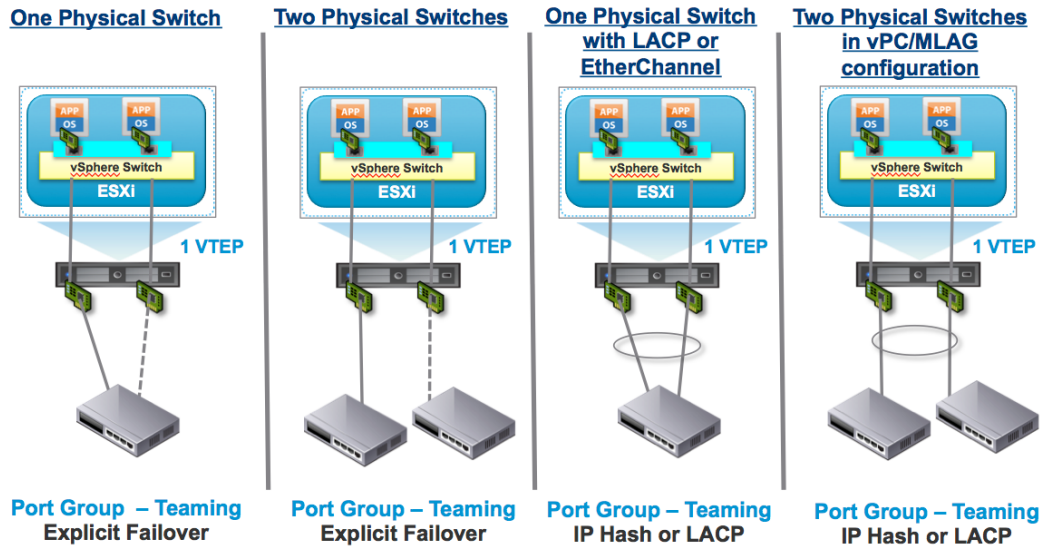 One Physical Switch
Two Physical Switches
One Physical Switch
with LACP or
EtherChannel
Two Physical Switches
in vPC/MLAG
configuration
APP
OS
APP
OS
vSphere Switch
ESXi
1 VTEP
APP
OS
APP
OS
vSphere Switch
ESXi
1 VTEP
APP
OS
APP
OS
vSphere Switch
ESXi
1 VTEP
APP
OS
APP
OS
vSphere Switch
ESXi
1 VTEP
Port Group – Teaming
Explicit Failover
Port Group – Teaming
Explicit Failover
Port Group – Teaming
IP Hash or LACP
Port Group – Teaming
IP Hash or LACP